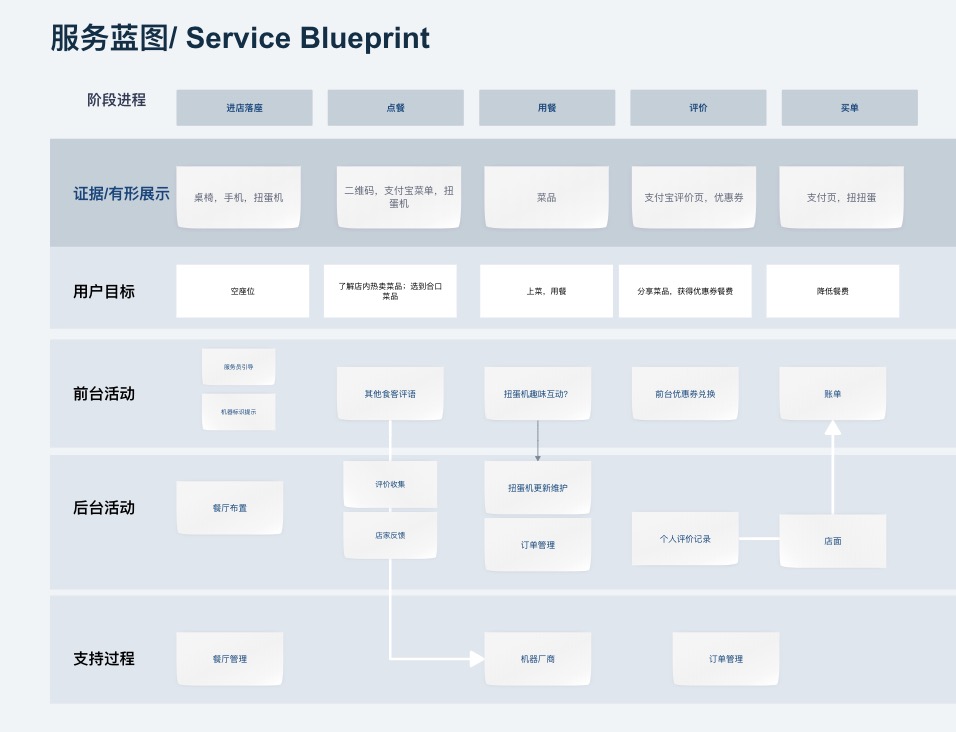 服务蓝图/ Service Blueprint
阶段进程
进店落座
点餐
用餐
评价
买单
证据/有形展示
桌椅，手机，扭蛋机
二维码，支付宝菜单，扭
蛋机
菜品
支付宝评价页，优惠券
支付页，扭扭蛋
用户目标
空座位
了解店内热卖菜品；选到合口
菜品
上菜，用餐
分享菜品，获得优惠券餐费
降低餐费
前台活动
服务员引导
机器标识提示
其他食客评语
扭蛋机趣味互动?
前台优惠券兑换
账单
后台活动
餐厅布置
评价收集
店家反馈
扭蛋机更新维护
订单管理
个人评价记录
店面
支持过程
餐厅管理
机器厂商
订单管理